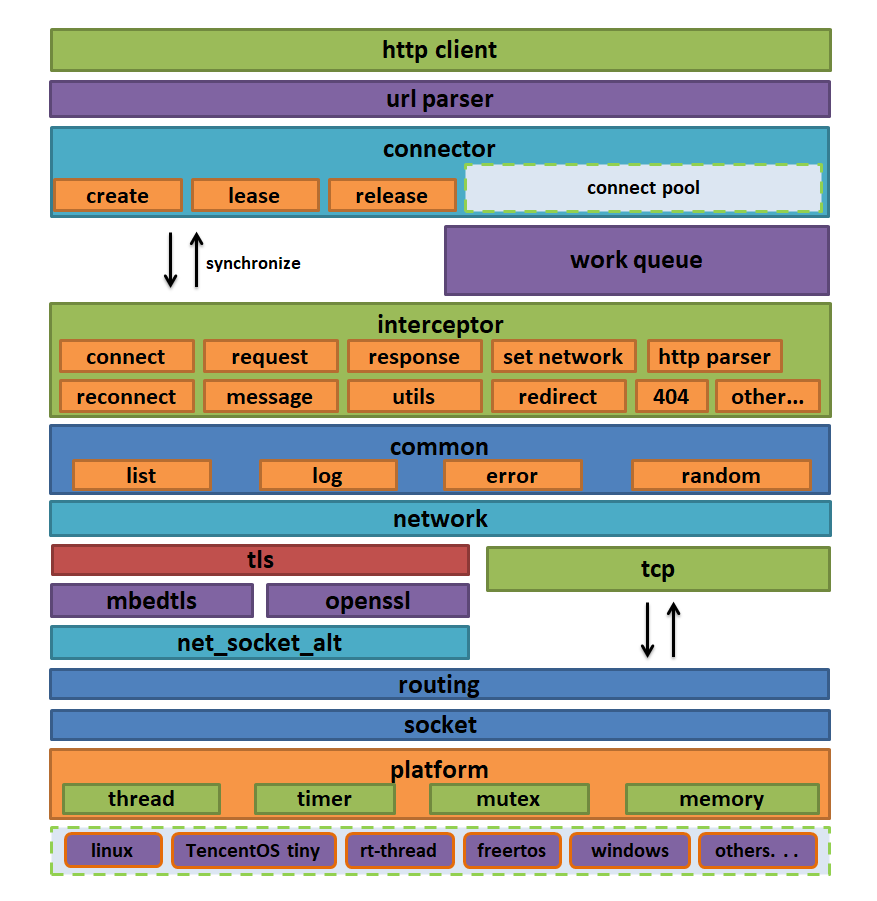 http client
url parser
connector
create lease release connect pool
synchronize work queue
interceptor
connect request response set network http parser
reconnect message utils redirect 404 other...
common
list log error random
network
tls tcp
mbedtls openssl
net_socket_alt
routing
socket
platform
thread timer mutex memory
linux TencentOS tiny rt-thread freertos windows others. . .